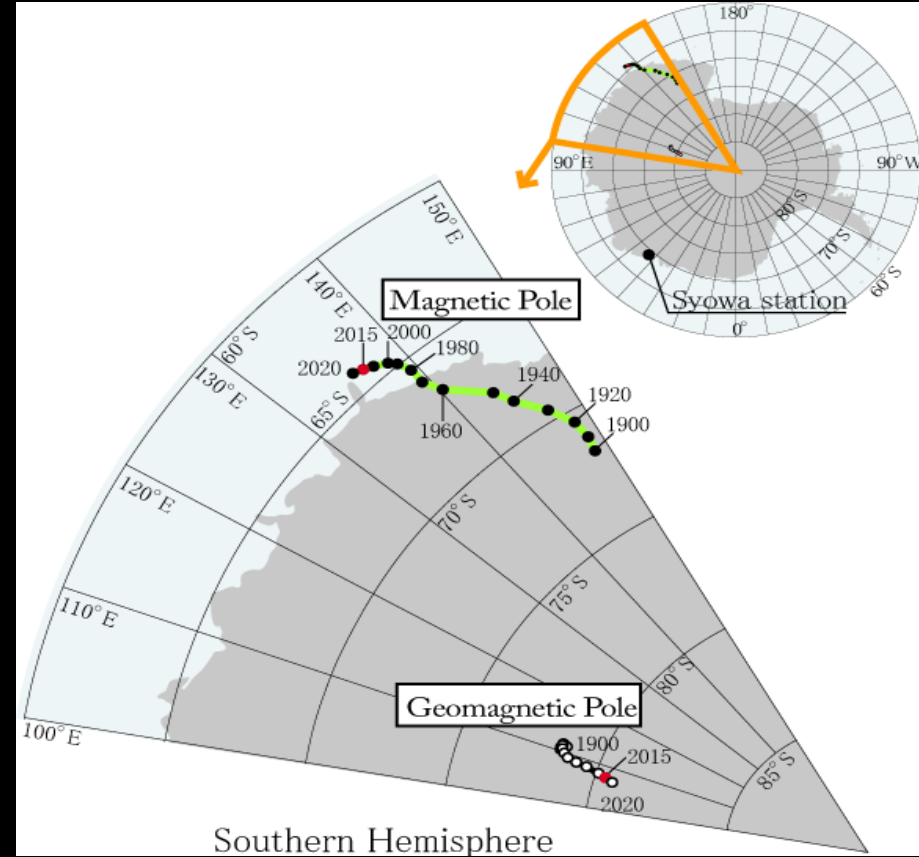 180°
90°E
90°W
80°S
70°S
60°S
Syowa station
0°
150°E
140°E
Magnetic Pole
2015
2000
2020
1980
60°S
130°E
65°S
1940
1920
1960
1900
120°E
70°S
75°S
110°E
80°S
Geomagnetic Pole
100°E
1900
2015
85°S
2020
Southern Hemisphere